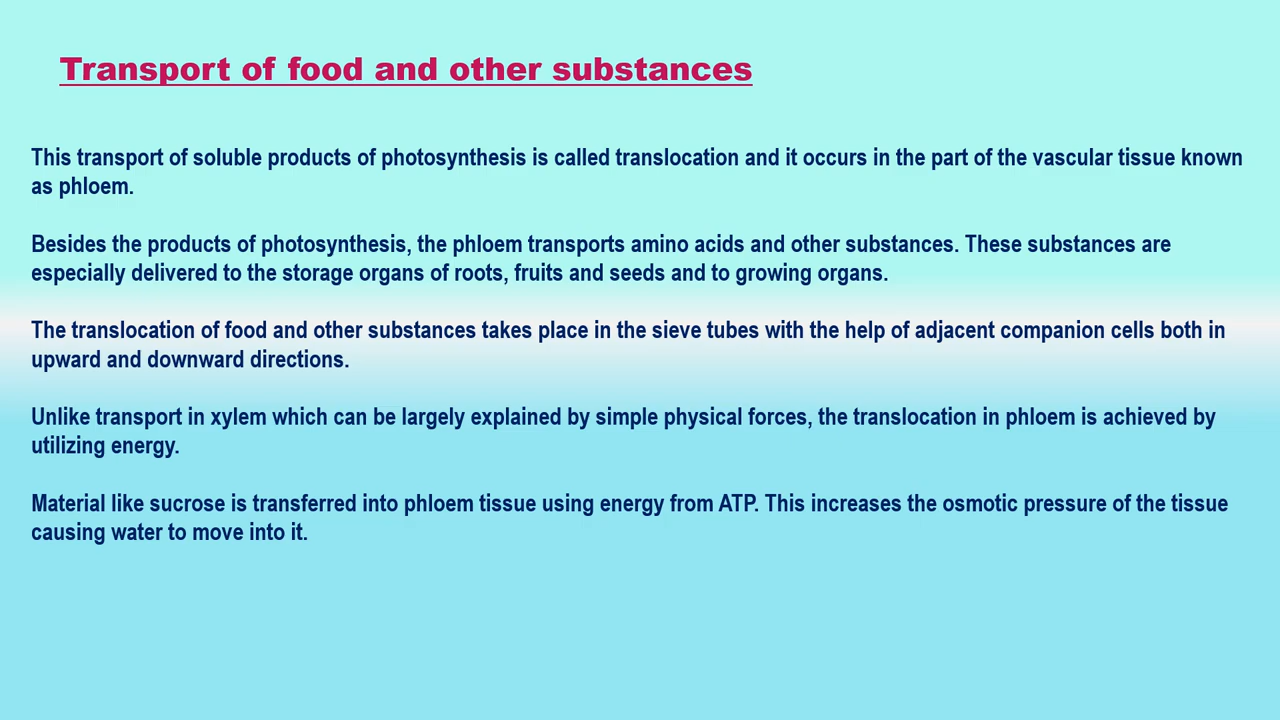 Transport of food and other substances
This transport of soluble products of photosynthesis is called translocation and it occurs in the part of the vascular tissue known
as phloem.
Besides the products of photosynthesis, the phloem transports amino acids and other substances. These substances are
especially delivered to the storage organs of roots, fruits and seeds and to growing organs.
The translocation of food and other substances takes place in the sieve tubes with the help of adjacent companion cells both in
upward and downward directions.
Unlike transport in xylem which can be largely explained by simple physical forces, the translocation in phloem is achieved by
utilizing energy.
Material like sucrose is transferred into phloem tissue using energy from ATP. This increases the osmotic pressure of the tissue
causing water to move into it.